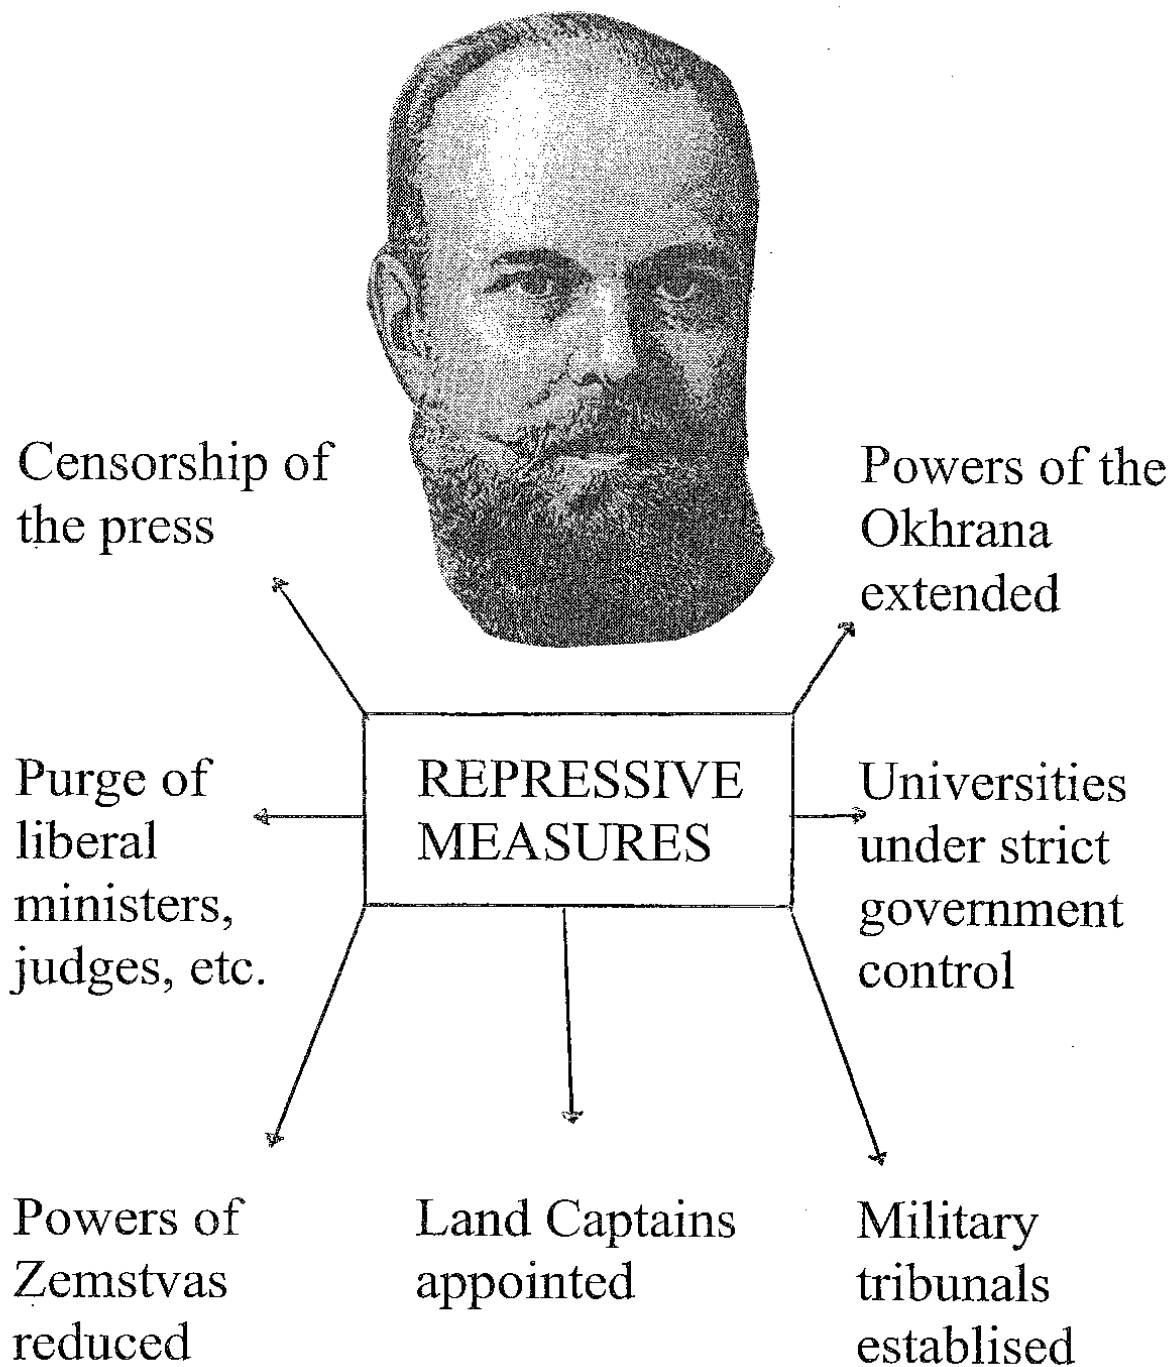 Censorship of
the press
Powers of the
Okhrana
extended
Purge of
liberal
ministers,
judges, etc.
REPRESSIVE
MEASURES
Universities
under strict
government
control
Powers of
Zemstvas
reduced
Land Captains
appointed
Military
tribunals
establised